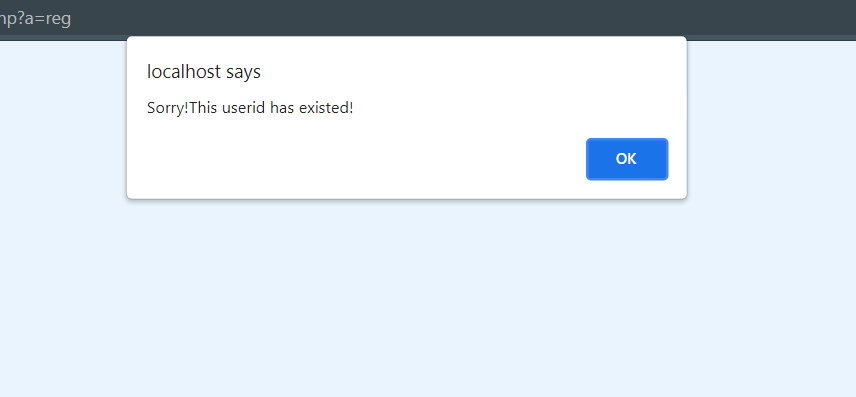 hp?a=reg
localhost says
Sorry!This userid has existed!
OK